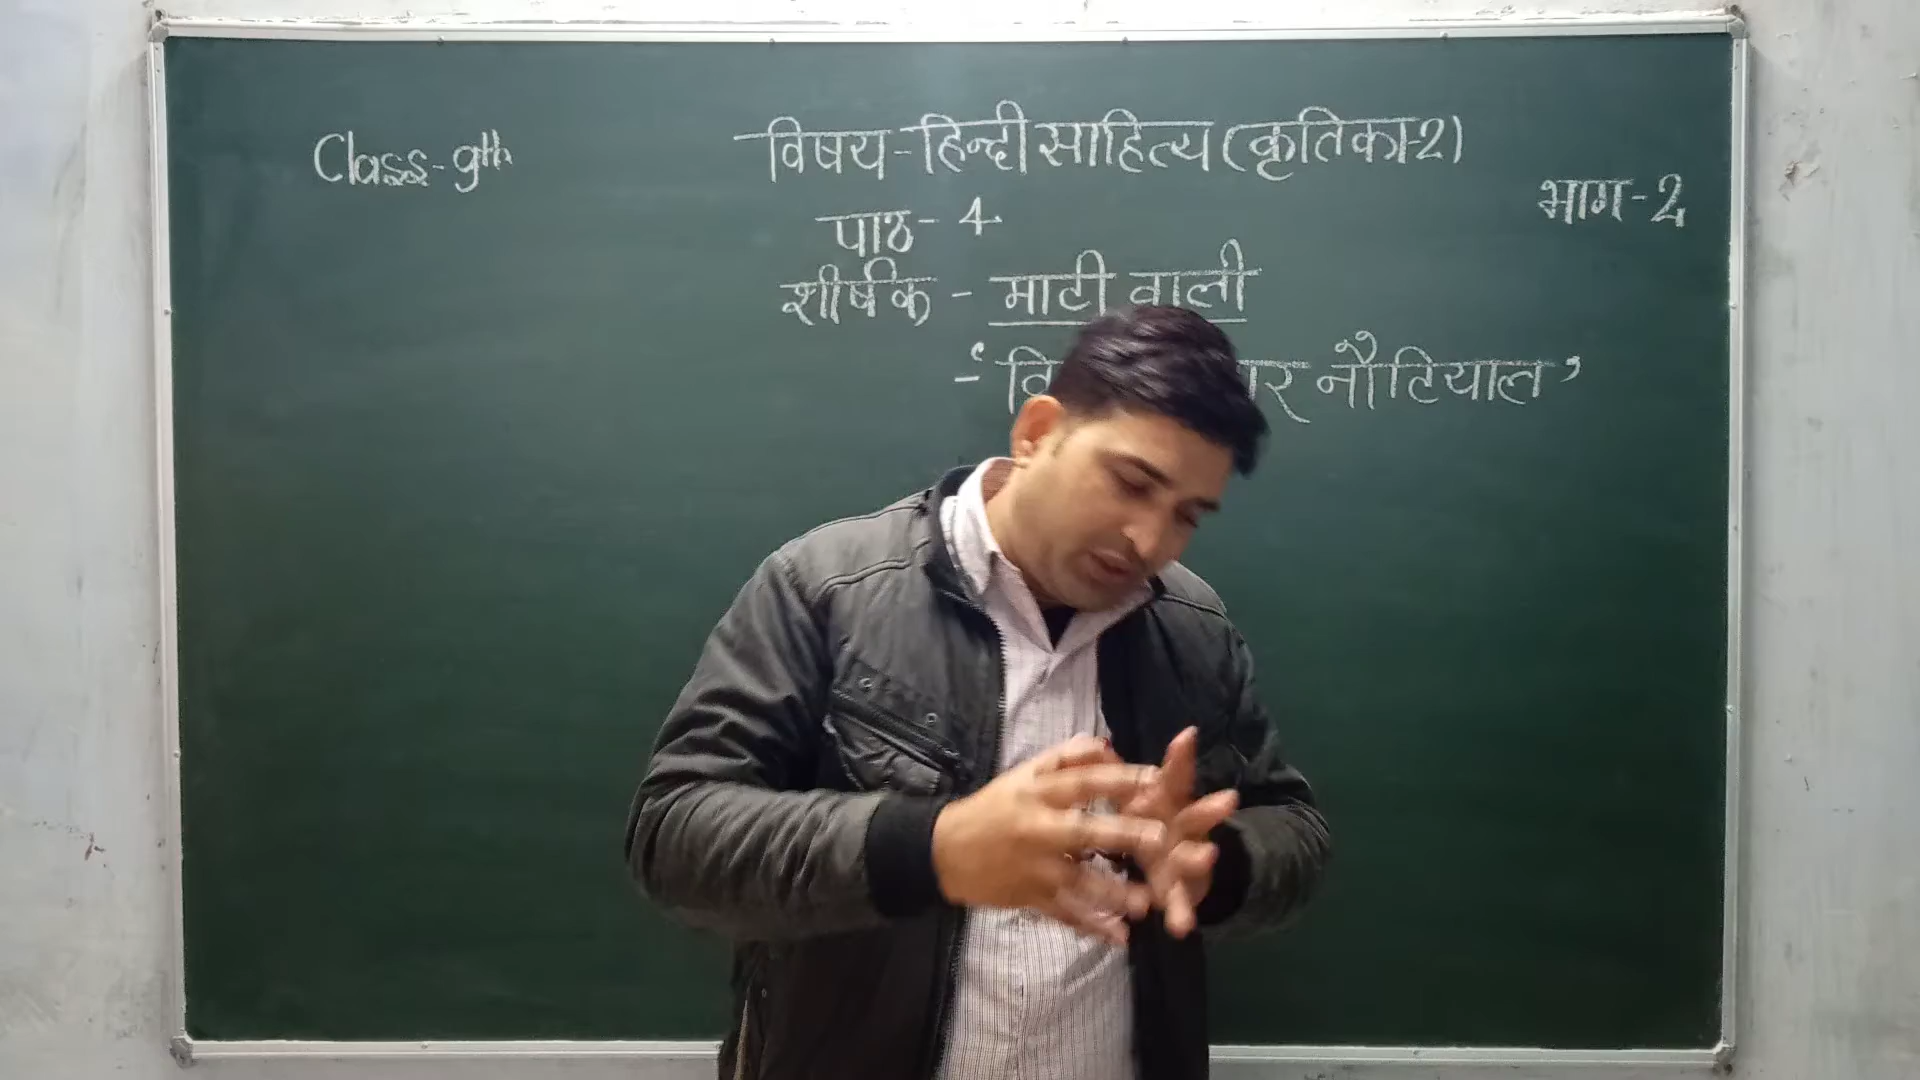 Class-9th
विषय-हिन्दी साहित्य (कृतिका-2)
भाग-2
पाठ-4
शीर्षक - माटी वाली
नौटियाल’